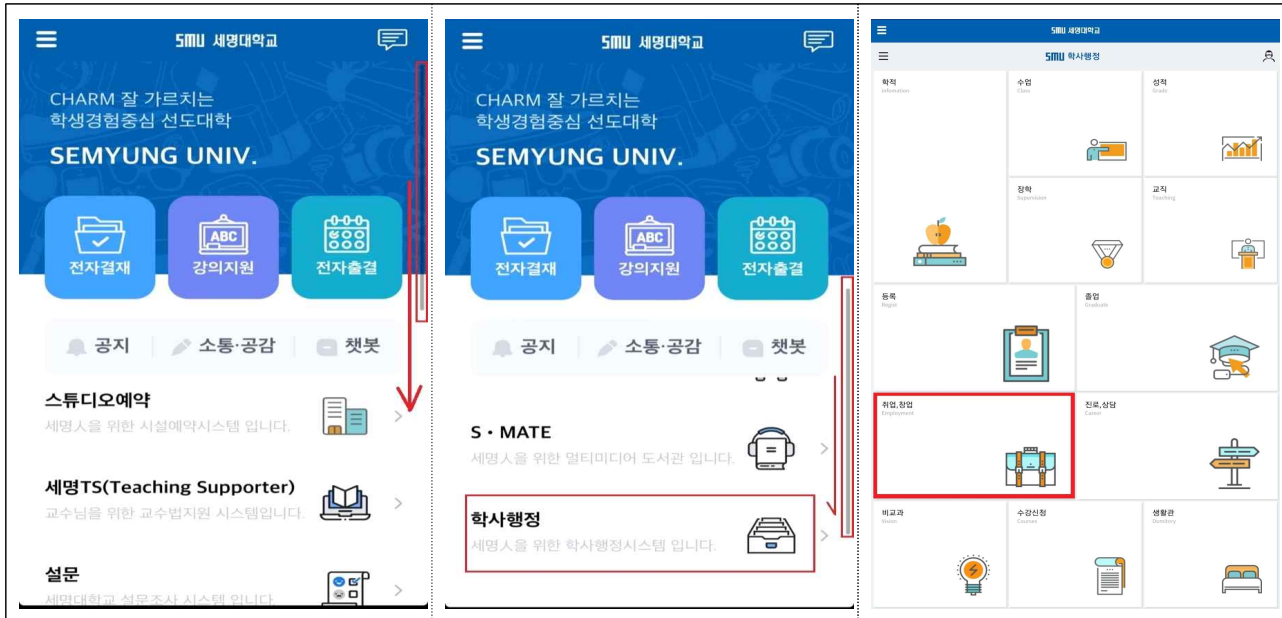 SMU 세명대학교
CHARM 잘 가르치는
학생경험중심 선도대학
SEMYUNG UNIV.
전자결재
ABC
강의지원
전자출결
공지
소통·공감
챗봇
스튜디오예약
세명人을 위한 시설예약시스템 입니다.
세명TS(Teaching Supporter)
교수님을 위한 교수법지원 시스템입니다.
설문
세명대학교 설문조사 시스템 입니다.
SMU 세명대학교
CHARM 잘 가르치는
학생경험중심 선도대학
SEMYUNG UNIV.
전자결재
ABC
강의지원
전자출결
공지
소통·공감
챗봇
S·MATE
세명人을 위한 멀티미디어 도서관 입니다.
학사행정
세명人을 위한 학사행정시스템 입니다.
SMU 세명대학교
SMU 학사행정
학적
Infomation
수업
Class
성적
Grade
장학
Supervision
교직
Teaching
등록
Regist
졸업
Graduate
취업,창업
Employment
진로,상담
Career
비교과
Vision
수강신청
Courses
생활관
Domitory